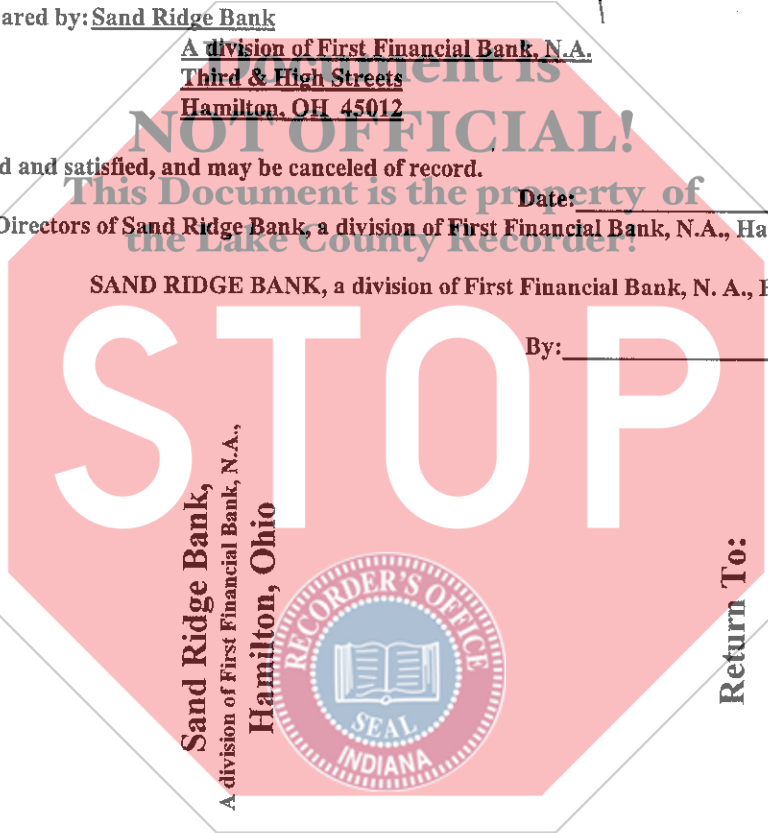 ared by: Sand Ridge Bank
A division of First Financial Bank, N.A.
Third & High Streets
Hamilton, OH 45012
Document is
NOT OFFICIAL!
d and satisfied, and may be canceled of record.
This Document is the property of
Date:
Directors of Sand Ridge Bank, a division of First Financial Bank, N.A., Ha
the Lake County Recorder!
SAND RIDGE BANK, a division of First Financial Bank, N. A.,
By:
STOP
Sand Ridge Bank,
A division of First Financial Bank, N.A.,
Hamilton, Ohio
Return To:
RECORDER'S OFFICE
SEAL
INDIANA